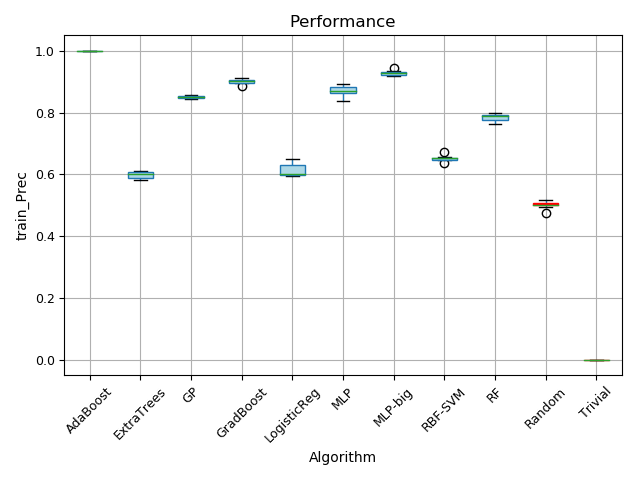 Performance
train_Prec
1.0
0.8
0.6
0.4
0.2
0.0
AdaBoost
ExtraTrees
GP
GradBoost
LogisticReg
MLP
MLP-big
RBF-SVM
RF
Random
Trivial
Algorithm